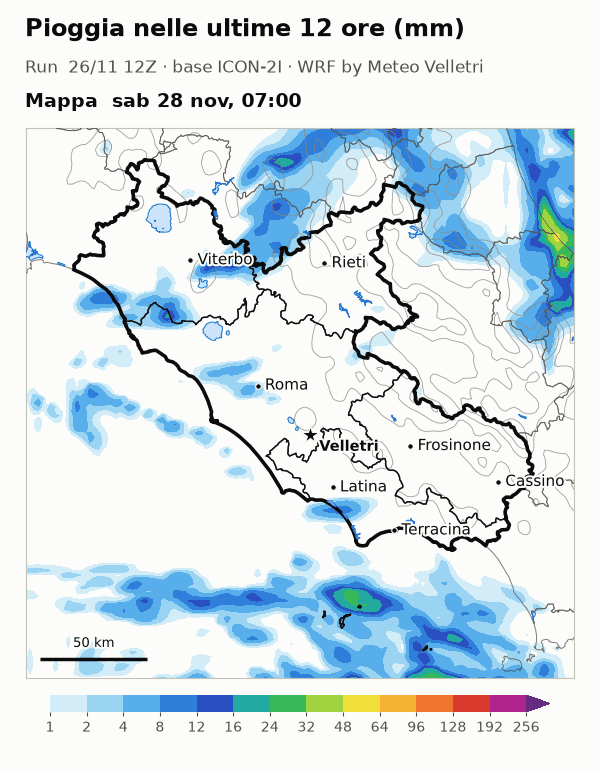 Pioggia nelle ultime 12 ore (mm)
Run  26/11 12Z · base ICON-2I · WRF by Meteo Velletri
Mappa  sab 28 nov, 07:00
Viterbo
Rieti
Roma
Velletri
Frosinone
Latina
Cassino
Terracina
50 km
1 2 4 8 12 16 24 32 48 64 96 128 192 256